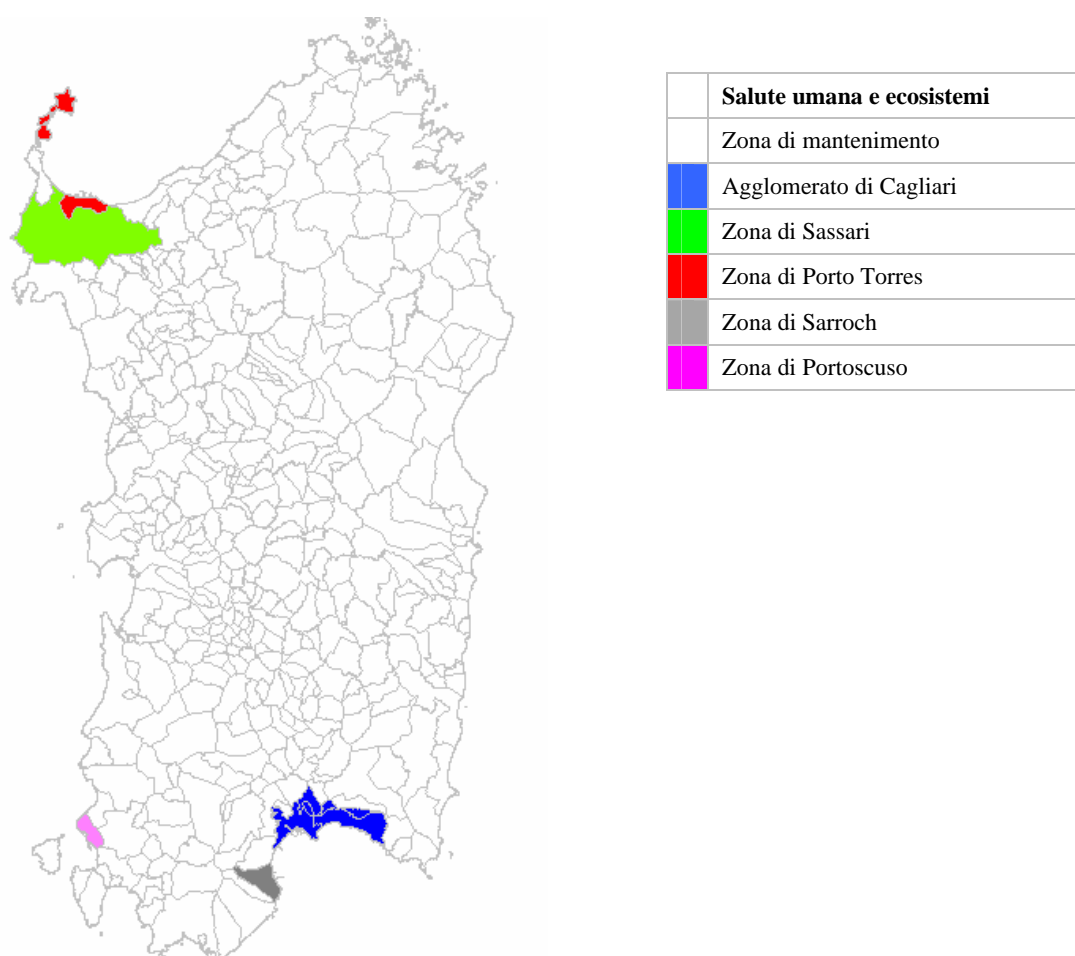 Salute umana e ecosistemi
Zona di mantenimento
Agglomerato di Cagliari
Zona di Sassari
Zona di Porto Torres
Zona di Sarroch
Zona di Portoscuso